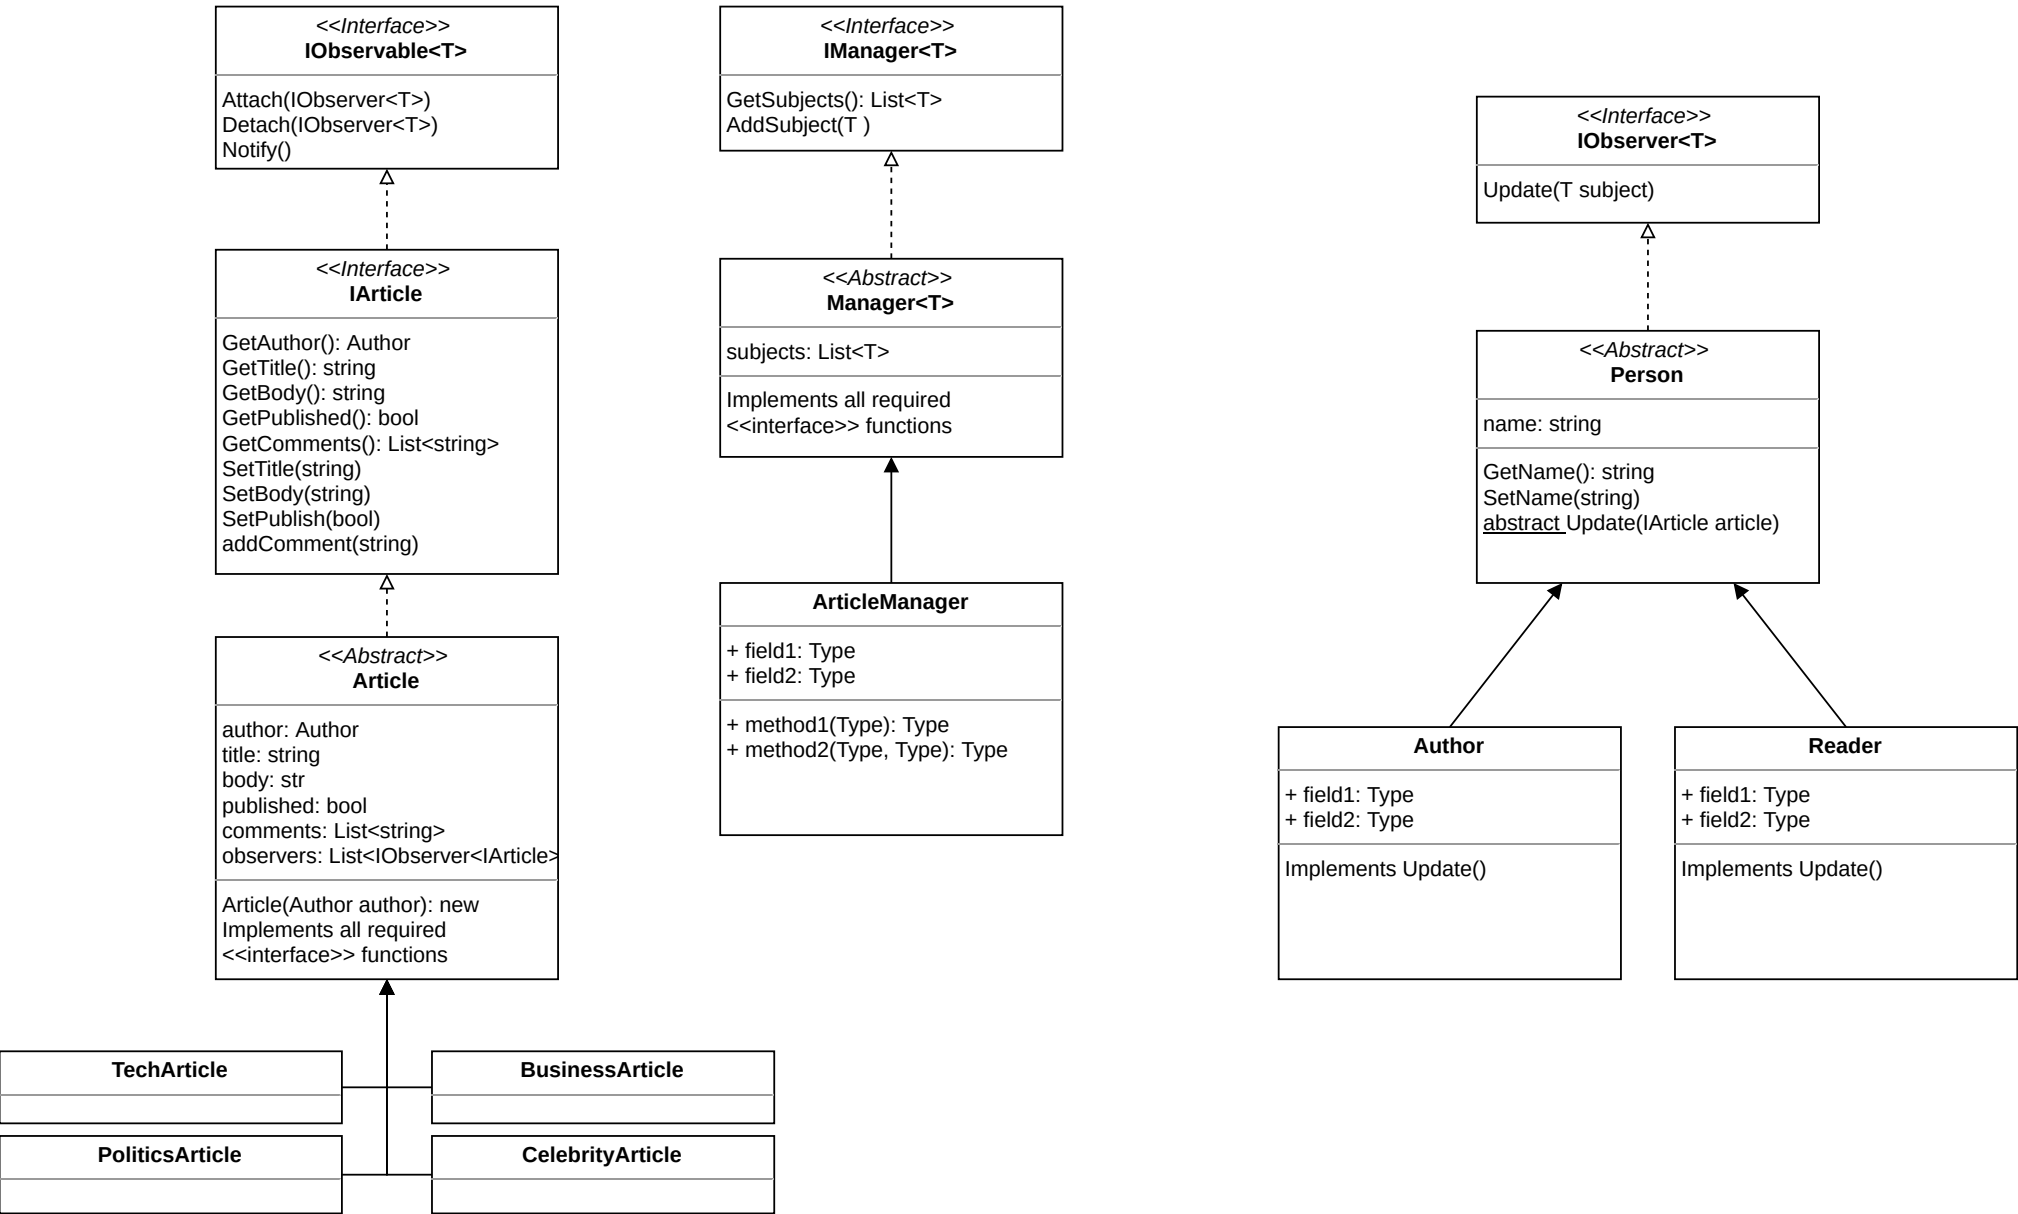 <<Interface>>
IObservable<T>
Attach(IObserver<T>)
Detach(IObserver<T>)
Notify()
<<Interface>>
IArticle
GetAuthor(): Author
GetTitle(): string
GetBody(): string
GetPublished(): bool
GetComments(): List<string>
SetTitle(string)
SetBody(string)
SetPublish(bool)
addComment(string)
<<Abstract>>
Article
author: Author
title: string
body: str
published: bool
comments: List<string>
observers: List<IObserver<IArticle>
Article(Author author): new
Implements all required
<<interface>> functions
TechArticle
BusinessArticle
PoliticsArticle
CelebrityArticle
<<Interface>>
IManager<T>
GetSubjects(): List<T>
AddSubject(T )
<<Abstract>>
Manager<T>
subjects: List<T>
Implements all required
<<interface>> functions
ArticleManager
+ field1: Type
+ field2: Type
+ method1(Type): Type
+ method2(Type, Type): Type
<<Interface>>
IObserver<T>
Update(T subject)
<<Abstract>>
Person
name: string
GetName(): string
SetName(string)
abstract Update(IArticle article)
Author
+ field1: Type
+ field2: Type
Implements Update()
Reader
+ field1: Type
+ field2: Type
Implements Update()